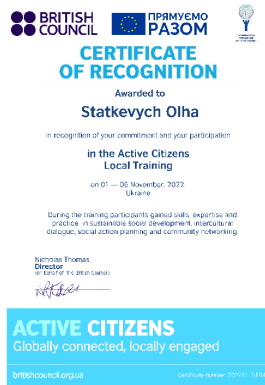 BRITISH
COUNCIL
ПРЯМУЄМО
РАЗОМ
CERTIFICATE
OF RECOGNITION
Awarded to
Statkevych Olha
in recognition of your commitment and your participation
in the Active Citizens
Local Training
on 01 — 06 November, 2022,
Ukraine
During the training participants gained skills, expertise and
practice in sustainable social development, intercultural
dialogue, social action planning and community networking.
Nicholas Thomas
Director
(on behalf of the British Council)
ACTIVE CITIZENS
Globally connected, locally engaged
britishcouncil.org.ua
Certificate number: